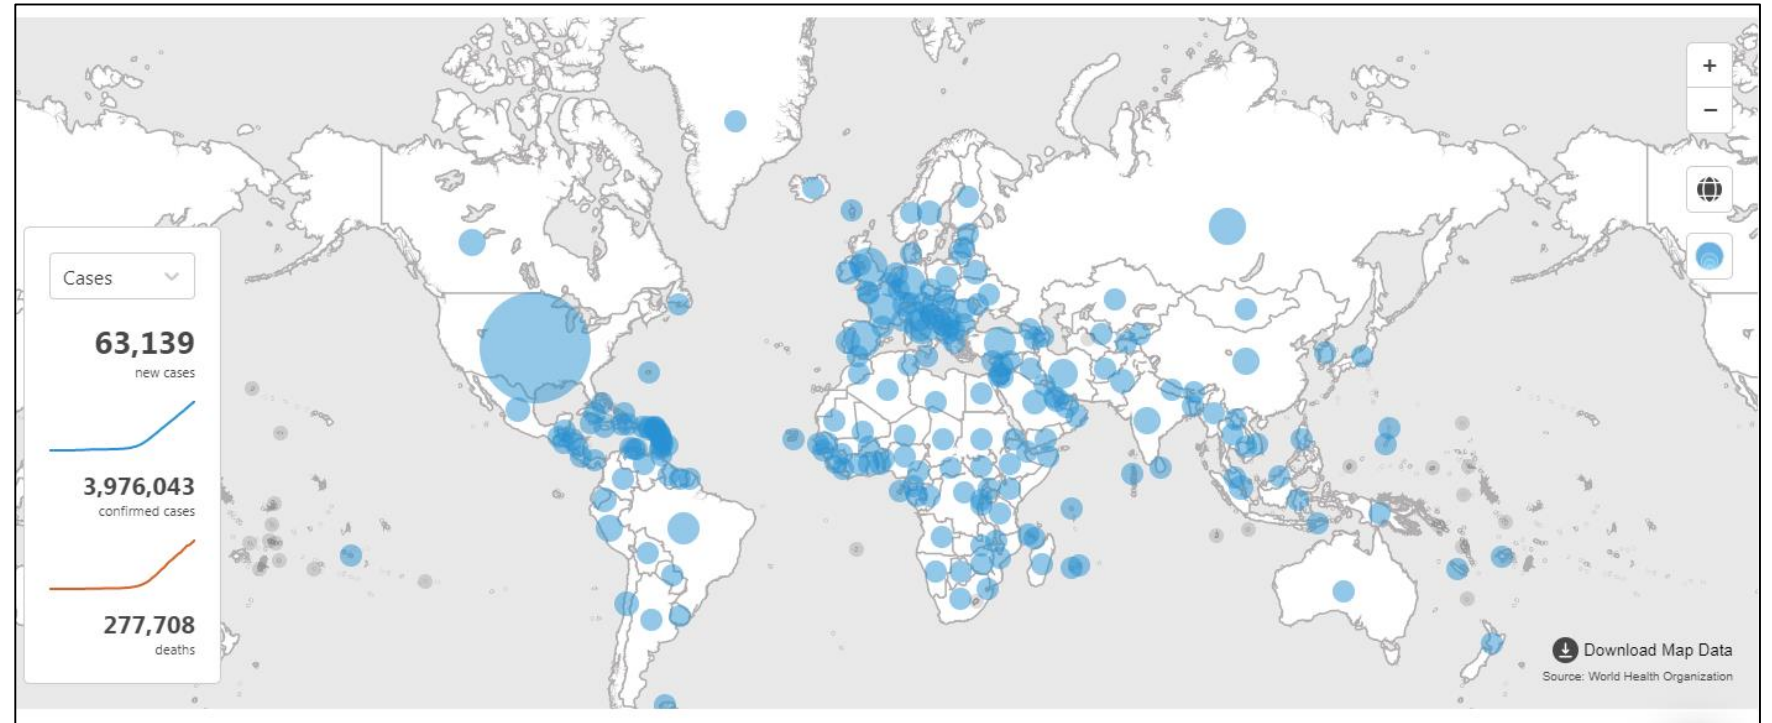 +
−
Cases
63,139
new cases
3,976,043
confirmed cases
277,708
deaths
Download Map Data
Source: World Health Organization